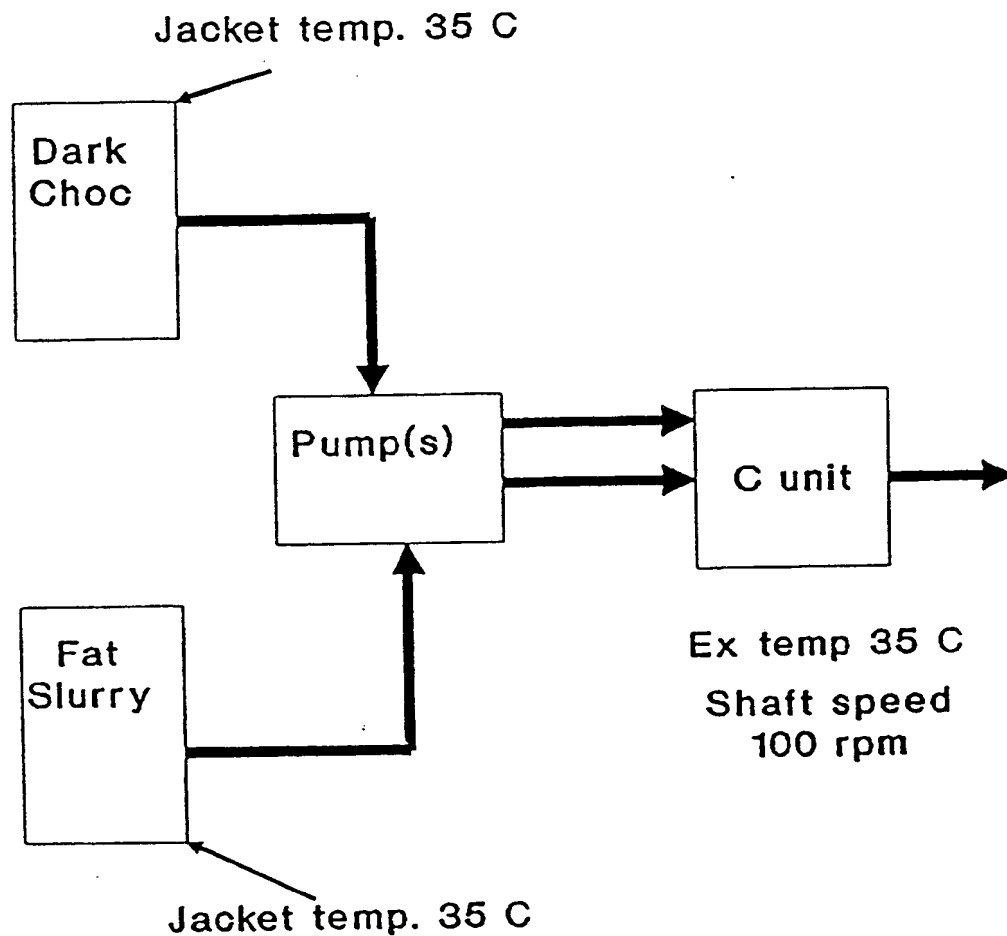 Jacket temp. 35 C
Dark
Choc
Pump(s)
C unit
Fat
Slurry
Ex temp 35 C
Shaft speed
100 rpm
Jacket temp. 35 C